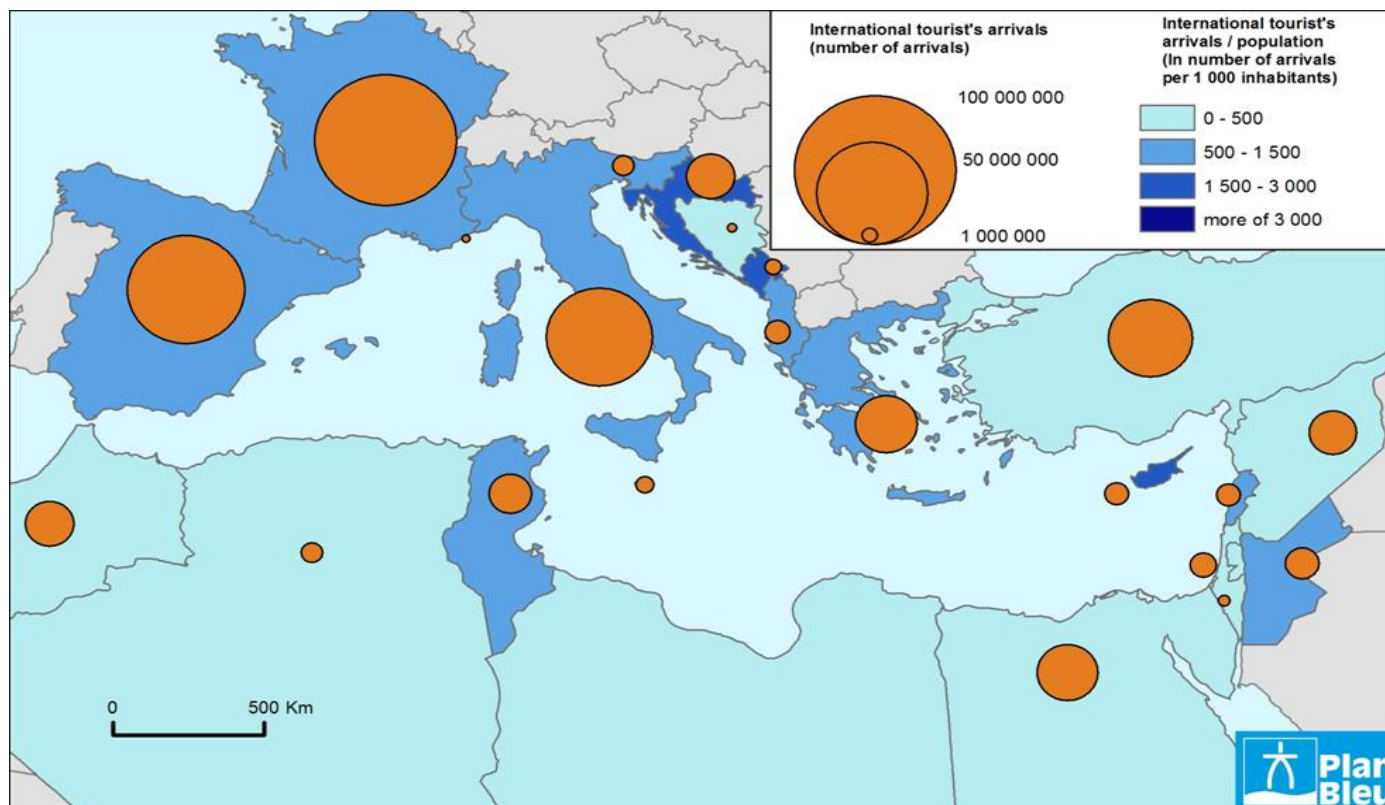 International tourist's arrivals
(number of arrivals)
100 000 000
50 000 000
1 000 000
International tourist's
arrivals / population
(In number of arrivals
per 1 000 inhabitants)
0 - 500
500 - 1 500
1 500 - 3 000
more of 3 000
0 500 Km
Plan
Bleu